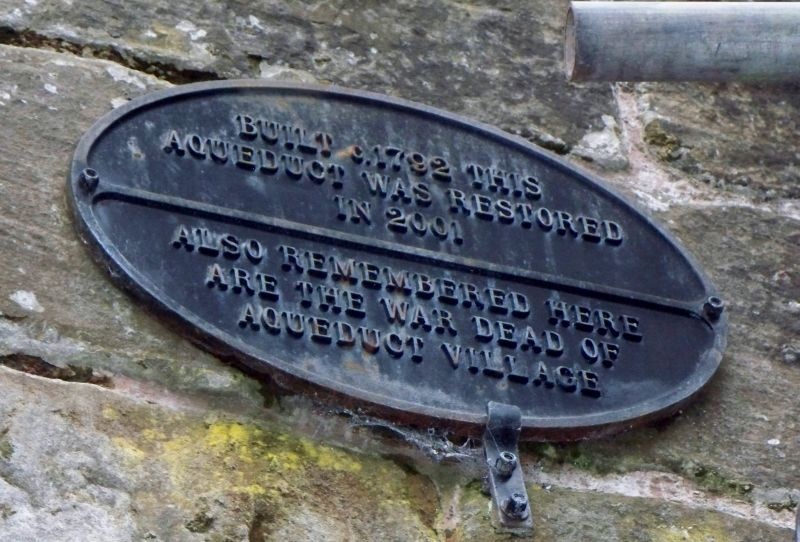 BUILT c.1792 THIS
AQUEDUCT WAS RESTORED
IN 2001
ALSO REMEMBERED HERE
ARE THE WAR DEAD OF
AQUEDUCT VILLAGE